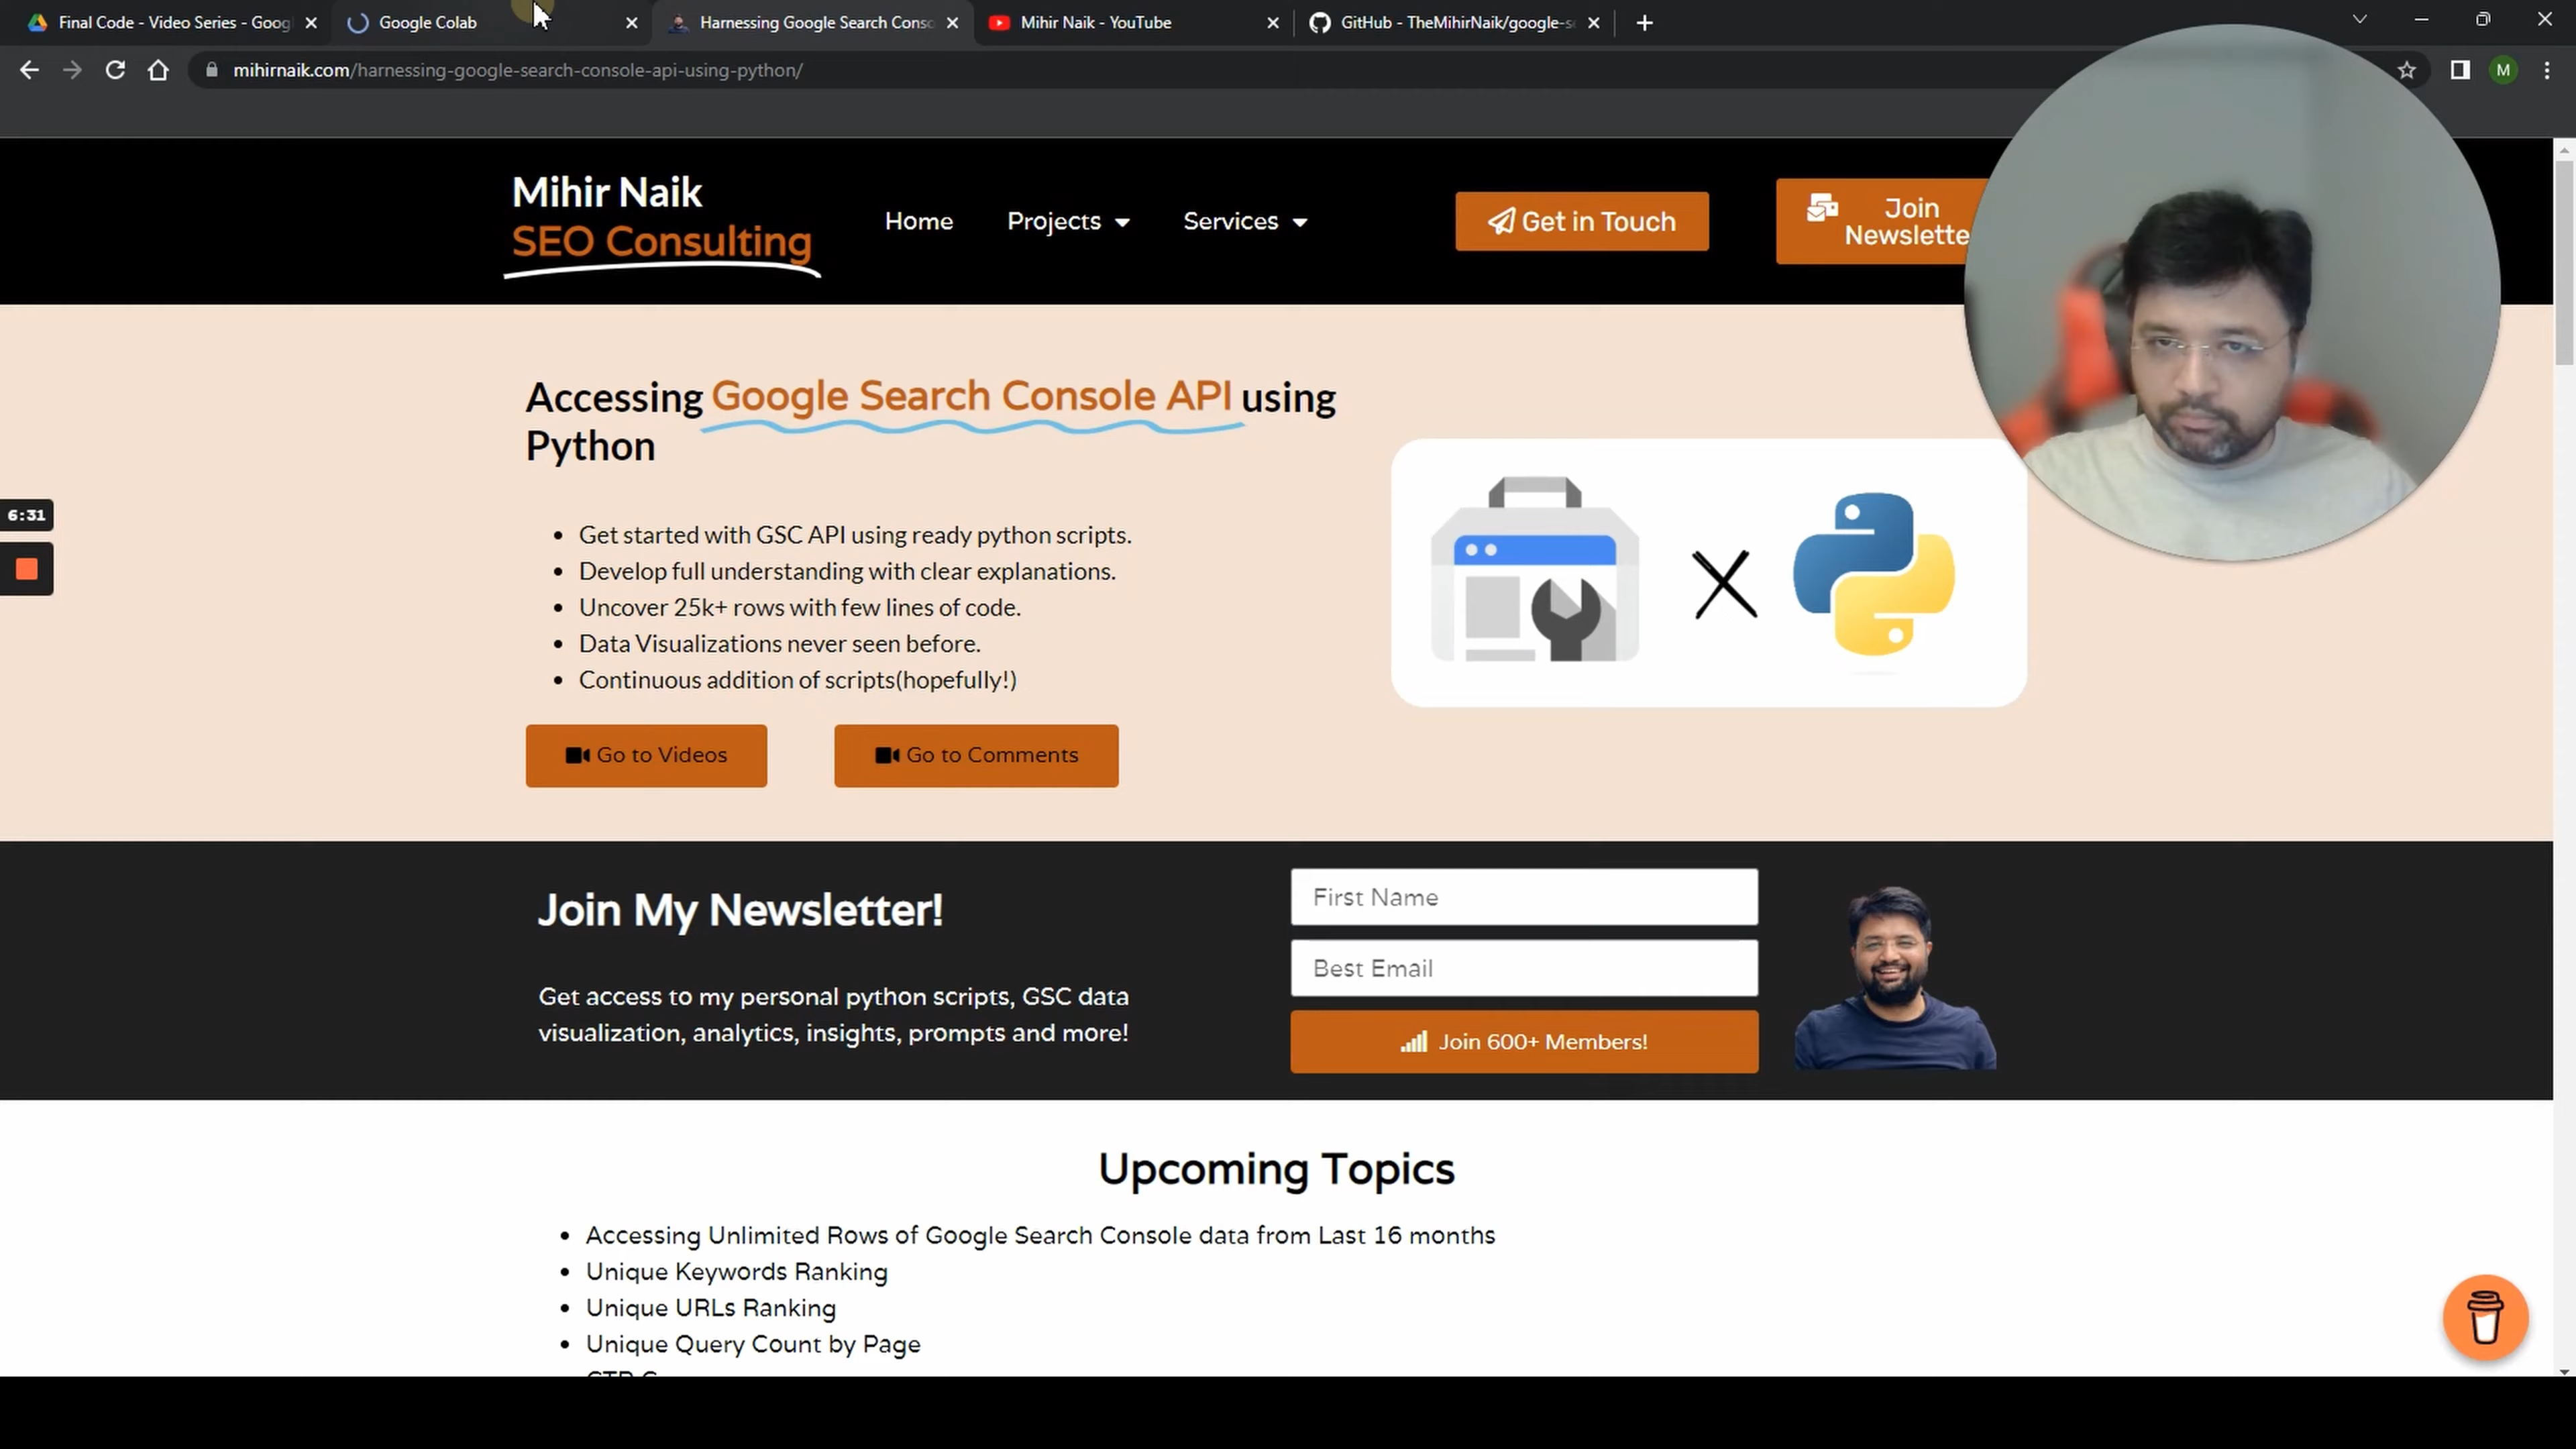 Final Code - Video Series - Goog
Google Colab
Harnessing Google Search Conso
Mihir Naik - YouTube
GitHub - TheMihirNaik/google-se
mihirnaik.com/harnessing-google-search-console-api-using-python/
M
Mihir Naik
SEO Consulting
Home
Projects
Services
Get in Touch
Join
Newslette
Accessing Google Search Console API using
Python
6:31
• Get started with GSC API using ready python scripts.
• Develop full understanding with clear explanations.
• Uncover 25k+ rows with few lines of code.
• Data Visualizations never seen before.
• Continuous addition of scripts(hopefully!)
Go to Videos
Go to Comments
Join My Newsletter!
Get access to my personal python scripts, GSC data
visualization, analytics, insights, prompts and more!
First Name
Best Email
Join 600+ Members!
Upcoming Topics
• Accessing Unlimited Rows of Google Search Console data from Last 16 months
• Unique Keywords Ranking
• Unique URLs Ranking
• Unique Query Count by Page